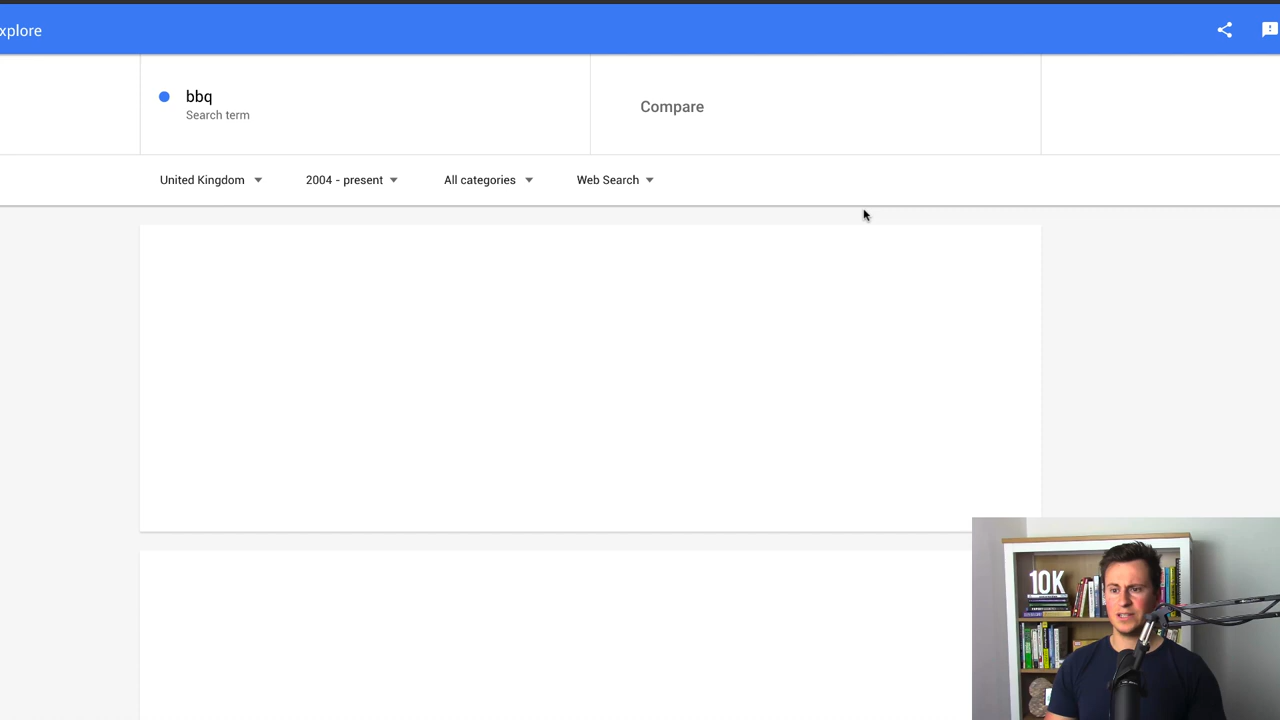 xplore
bbq
Search term
Compare
United Kingdom
2004 - present
All categories
Web Search
10K